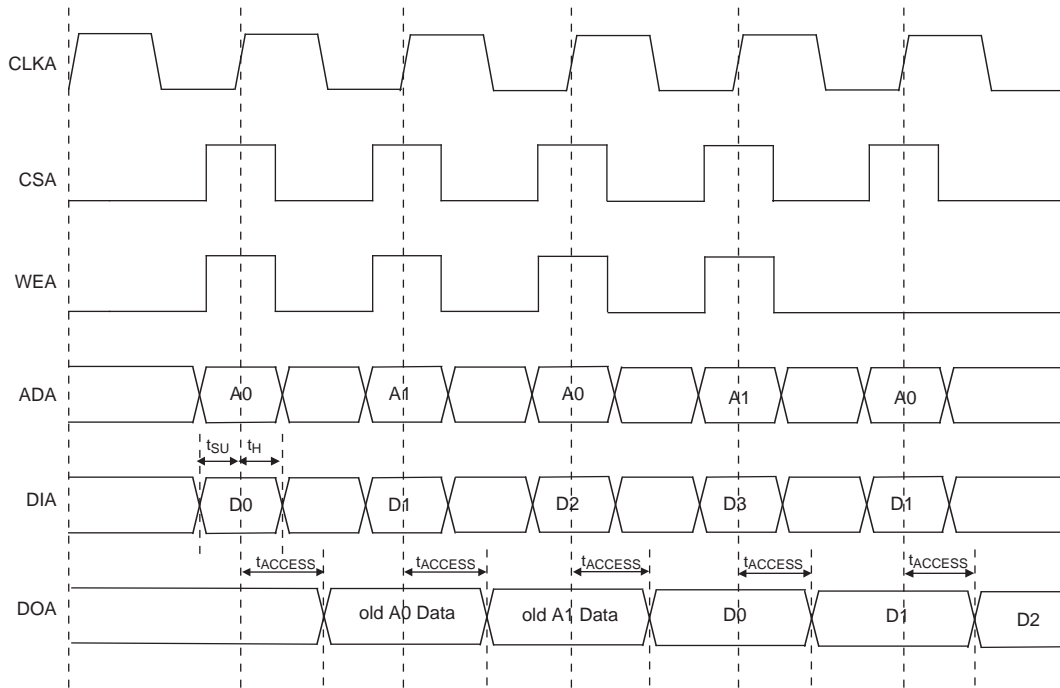 CLKA
CSA
WEA
ADA A0 A1 A0 A1 A0
tSU tH
DIA D0 D1 D2 D3 D1
tACCESS tACCESS tACCESS tACCESS tACCESS
DOA old A0 Data old A1 Data D0 D1 D2